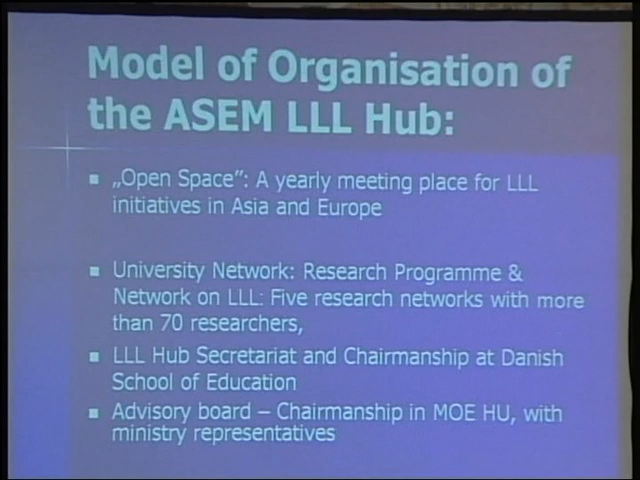 Model of Organisation of
the ASEM LLL Hub:
▪ „Open Space”: A yearly meeting place for LLL
initiatives in Asia and Europe
▪ University Network: Research Programme &
Network on LLL: Five research networks with more
than 70 researchers,
▪ LLL Hub Secretariat and Chairmanship at Danish
School of Education
▪ Advisory board – Chairmanship in MOE HU, with
ministry representatives